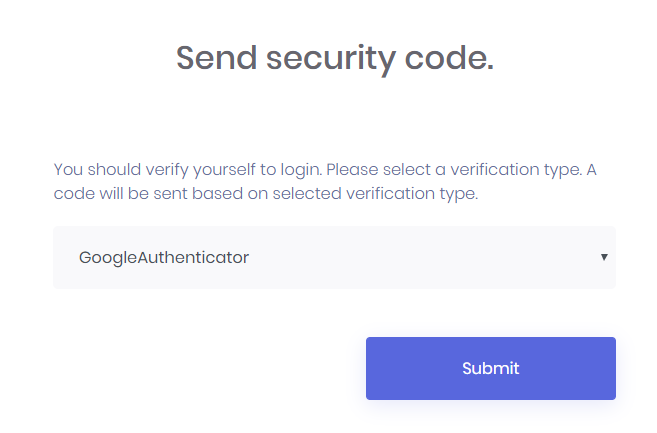 Send security code.
You should verify yourself to login. Please select a verification type. A
code will be sent based on selected verification type.
GoogleAuthenticator
Submit